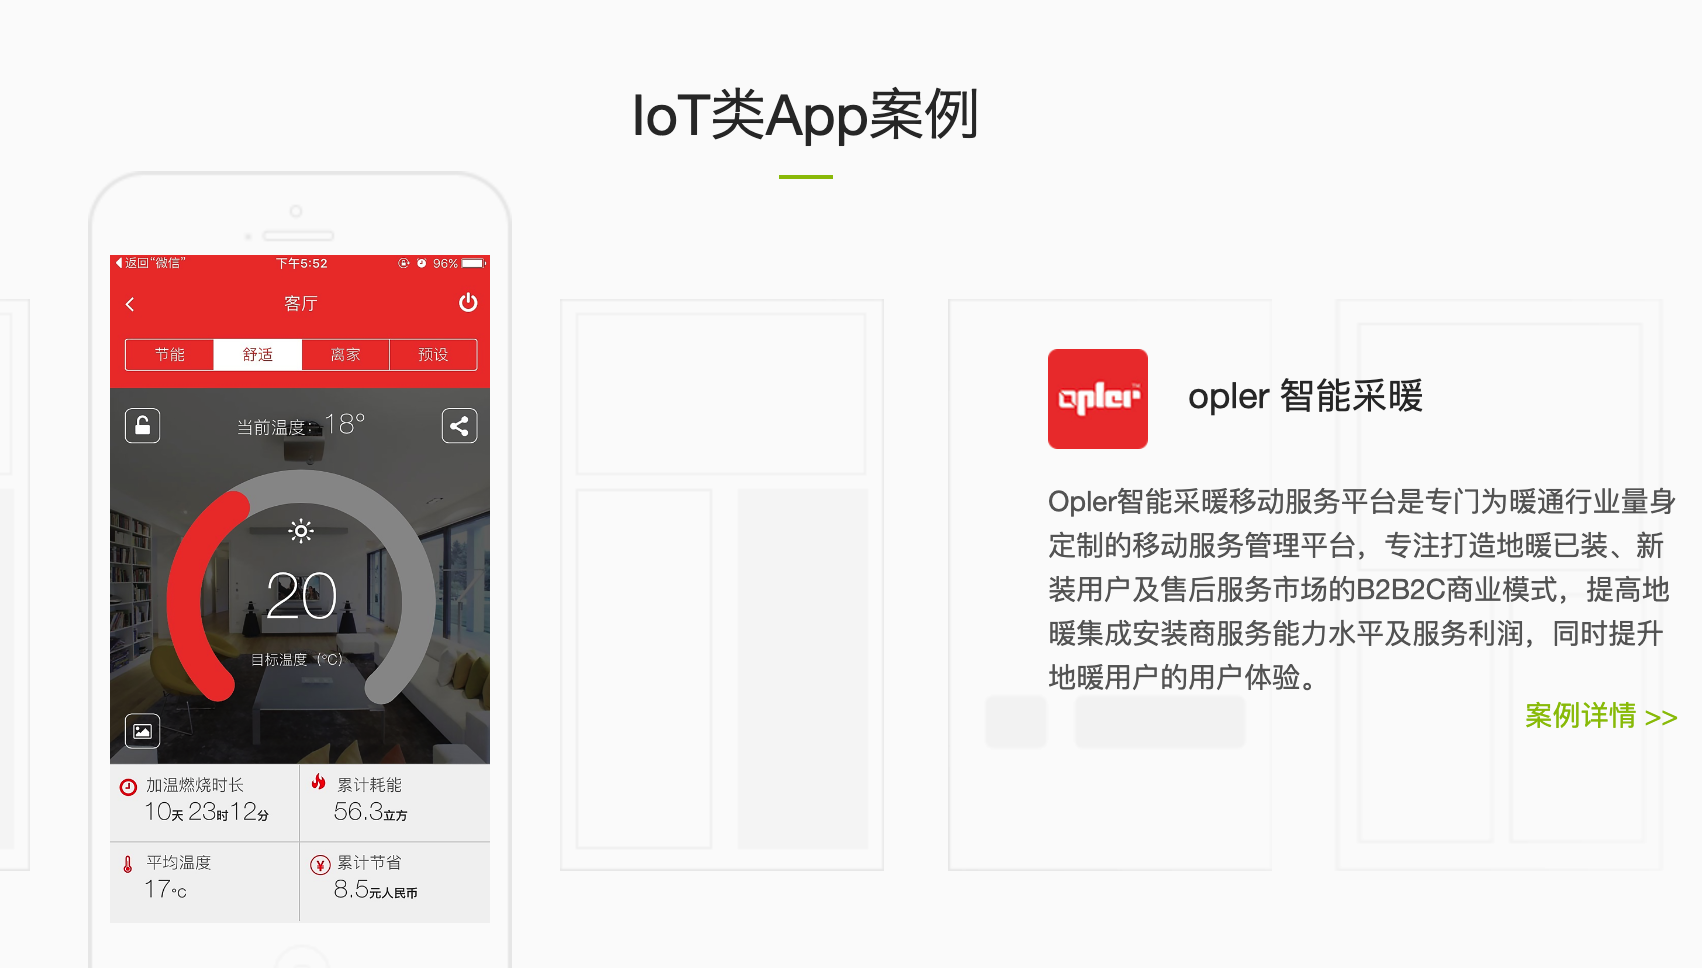 IoT类App案例
返回“微信”
下午5:52
96%
客厅
节能 舒适 离家 预设
当前温度：18°
20
目标温度（°C）
加温燃烧时长
10天 23时12分
累计耗能
56.3立方
平均温度
17°C
累计节省
8.5元人民币
opler™
opler 智能采暖
Opler智能采暖移动服务平台是专门为暖通行业量身
定制的移动服务管理平台，专注打造地暖已装、新
装用户及售后服务市场的B2B2C商业模式，提高地
暖集成安装商服务能力水平及服务利润，同时提升
地暖用户的用户体验。
案例详情 >>